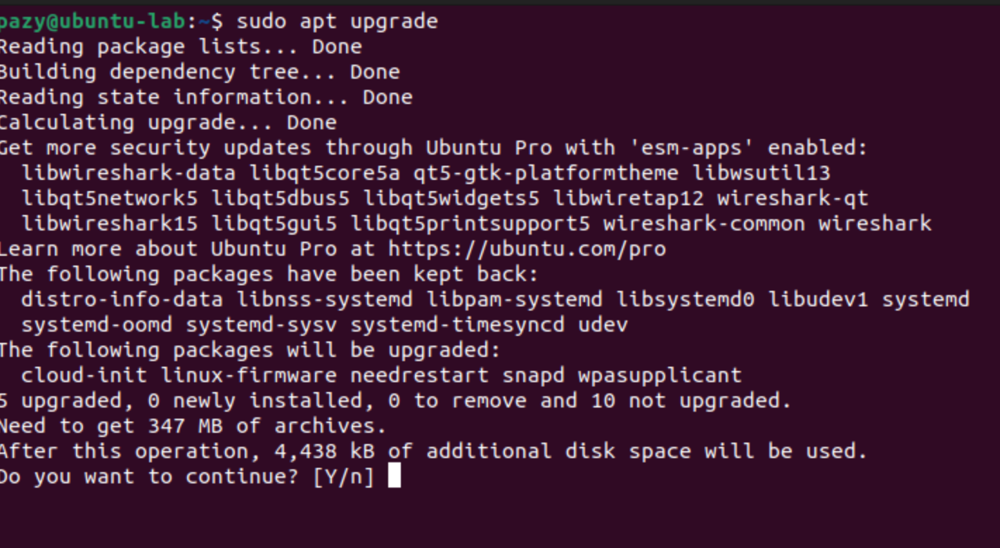 pazy@ubuntu-lab:~$ sudo apt upgrade
Reading package lists... Done
Building dependency tree... Done
Reading state information... Done
Calculating upgrade... Done
Get more security updates through Ubuntu Pro with 'esm-apps' enabled:
  libwireshark-data libqt5core5a qt5-gtk-platformtheme libwsutil13
  libqt5network5 libqt5dbus5 libqt5widgets5 libwiretap12 wireshark-qt
  libwireshark15 libqt5gui5 libqt5printsupport5 wireshark-common wireshark
Learn more about Ubuntu Pro at https://ubuntu.com/pro
The following packages have been kept back:
  distro-info-data libnss-systemd libpam-systemd libsystemd0 libudev1 systemd
  systemd-oomd systemd-sysv systemd-timesyncd udev
The following packages will be upgraded:
  cloud-init linux-firmware needrestart snapd wpasupplicant
5 upgraded, 0 newly installed, 0 to remove and 10 not upgraded.
Need to get 347 MB of archives.
After this operation, 4,438 kB of additional disk space will be used.
Do you want to continue? [Y/n]